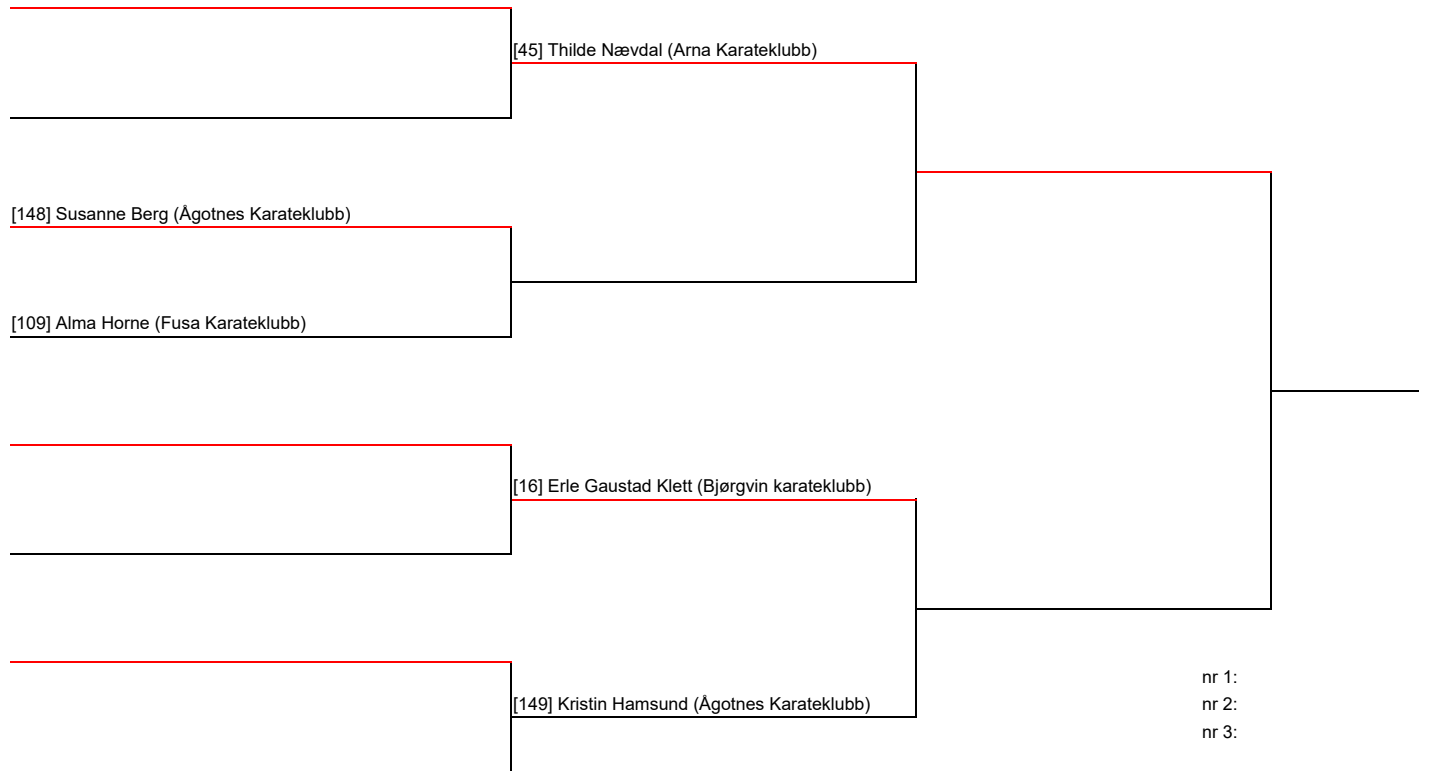 [45] Thilde Nævdal (Arna Karateklubb)
[148] Susanne Berg (Ågotnes Karateklubb)
[109] Alma Horne (Fusa Karateklubb)
[16] Erle Gaustad Klett (Bjørgvin karateklubb)
[149] Kristin Hamsund (Ågotnes Karateklubb)
nr 1:
nr 2:
nr 3: